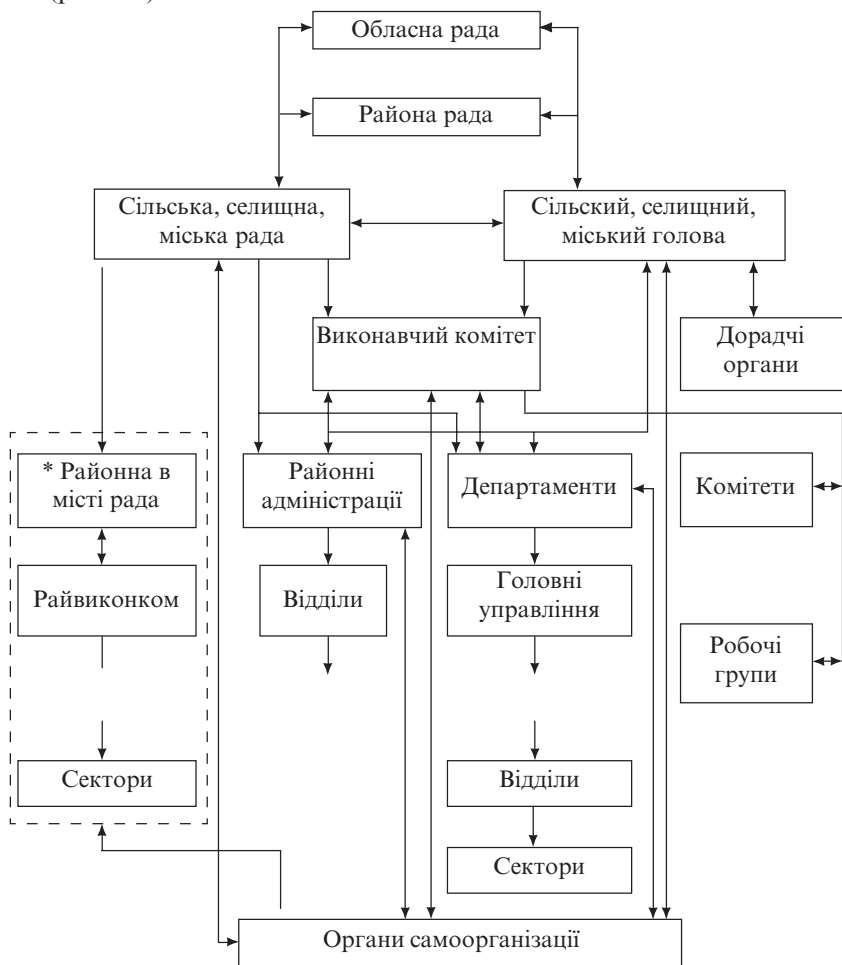 Обласна рада
Района рада
Сільська, селищна,
міська рада
Сільский, селищний,
міський голова
Виконавчий комітет
Дорадчі
органи
* Районна в
місті рада
Районні
адміністрації
Департаменти
Комітети
Райвиконком
Відділи
Головні
управління
Робочі
групи
Сектори
Відділи
Сектори
Органи самоорганізації